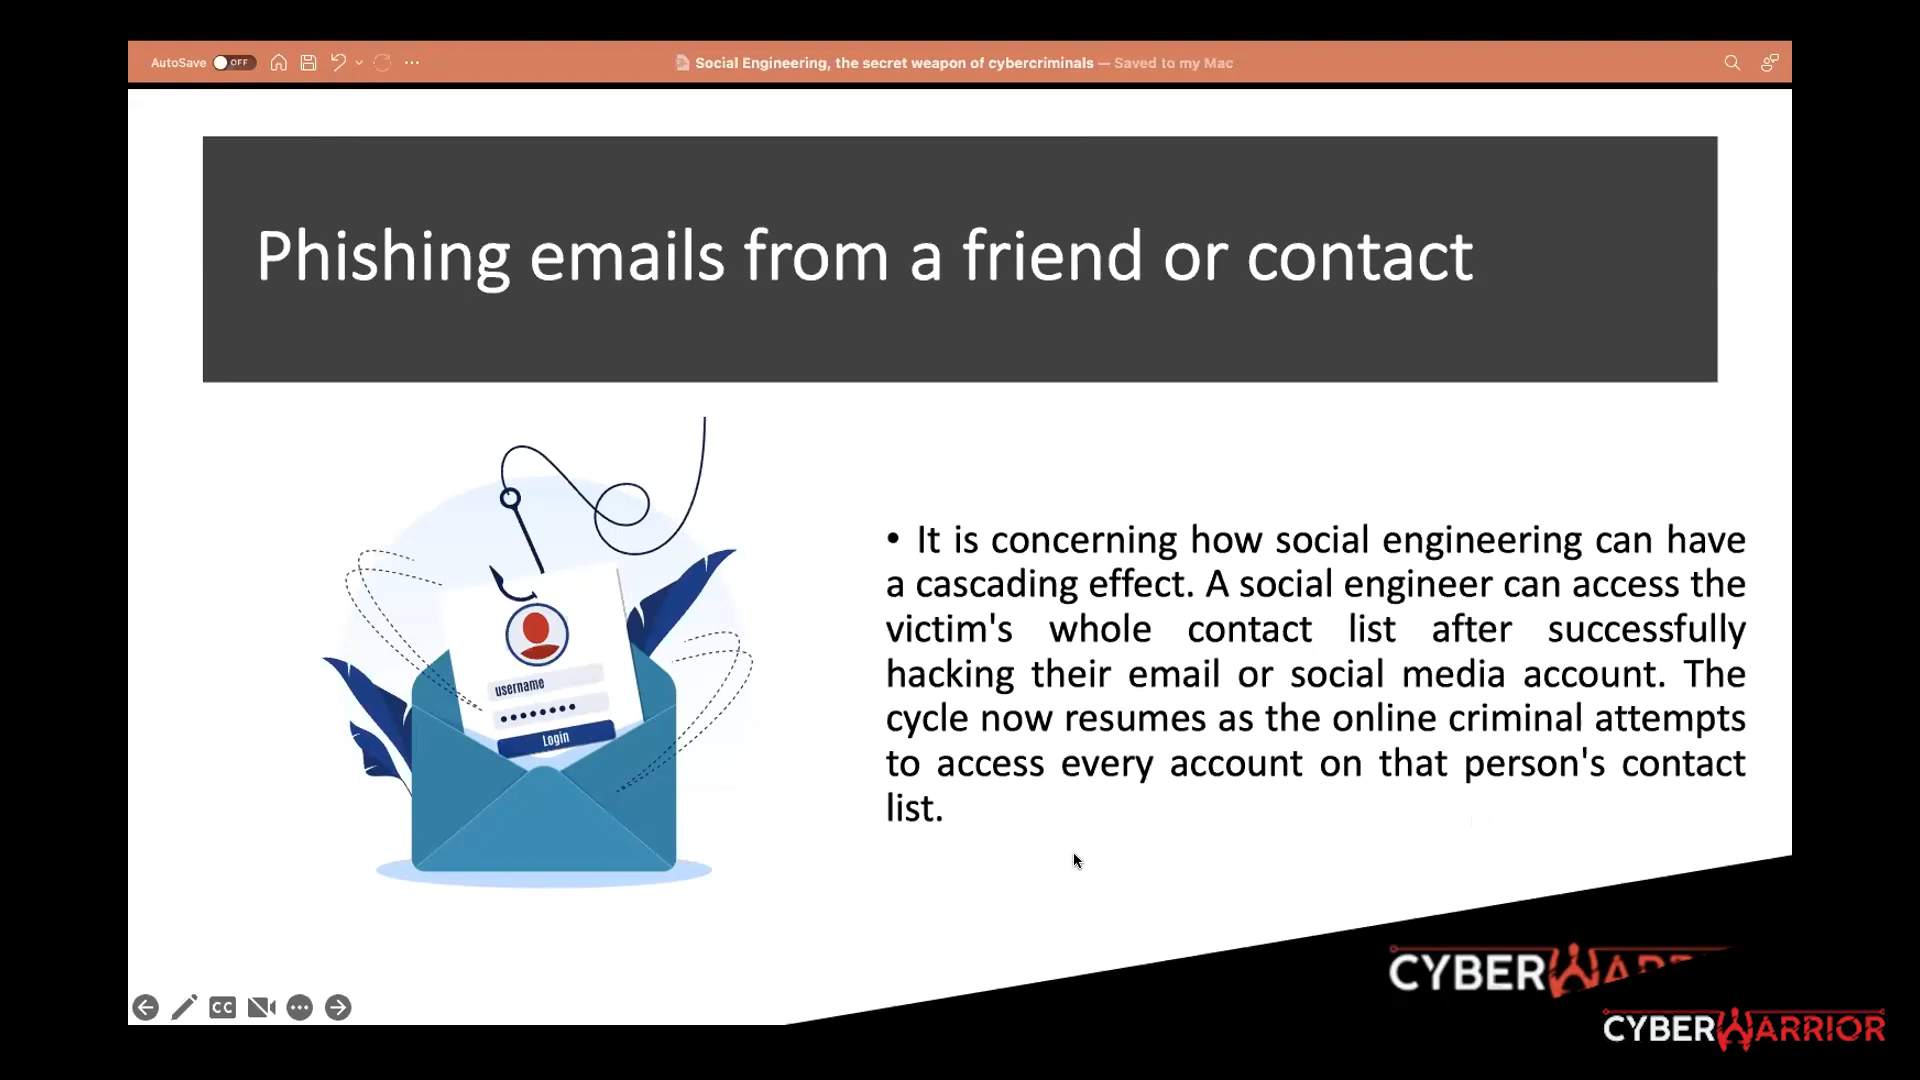 AutoSave OFF
Social Engineering, the secret weapon of cybercriminals — Saved to my Mac
Phishing emails from a friend or contact
username
Login
• It is concerning how social engineering can have
a cascading effect. A social engineer can access the
victim's whole contact list after successfully
hacking their email or social media account. The
cycle now resumes as the online criminal attempts
to access every account on that person's contact
list.
CC
CYBERWARR
CYBERWARRIOR